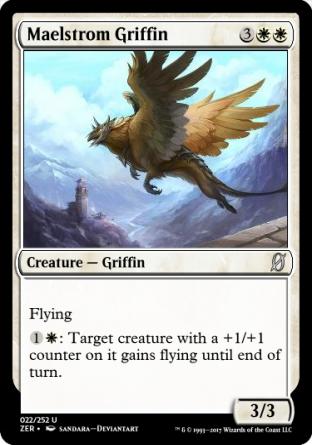 Maelstrom Griffin 3
Creature — Griffin
Flying
1 : Target creature with a +1/+1
counter on it gains flying until end of
turn.
3/3
022/252 U
ZER • SANDARA—DEVIANTART
™ & © 1993–2017 Wizards of the Coast LLC